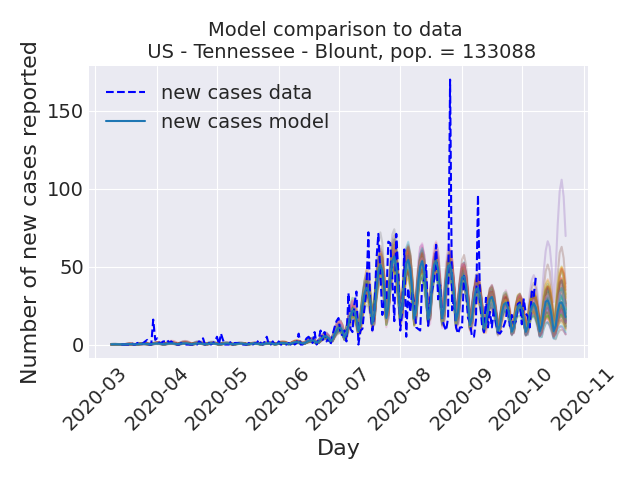 Model comparison to data
US - Tennessee - Blount, pop. = 133088
Number of new cases reported
150
100
50
0
new cases data
new cases model
2020-03
2020-04
2020-05
2020-06
2020-07
2020-08
2020-09
2020-10
2020-11
Day